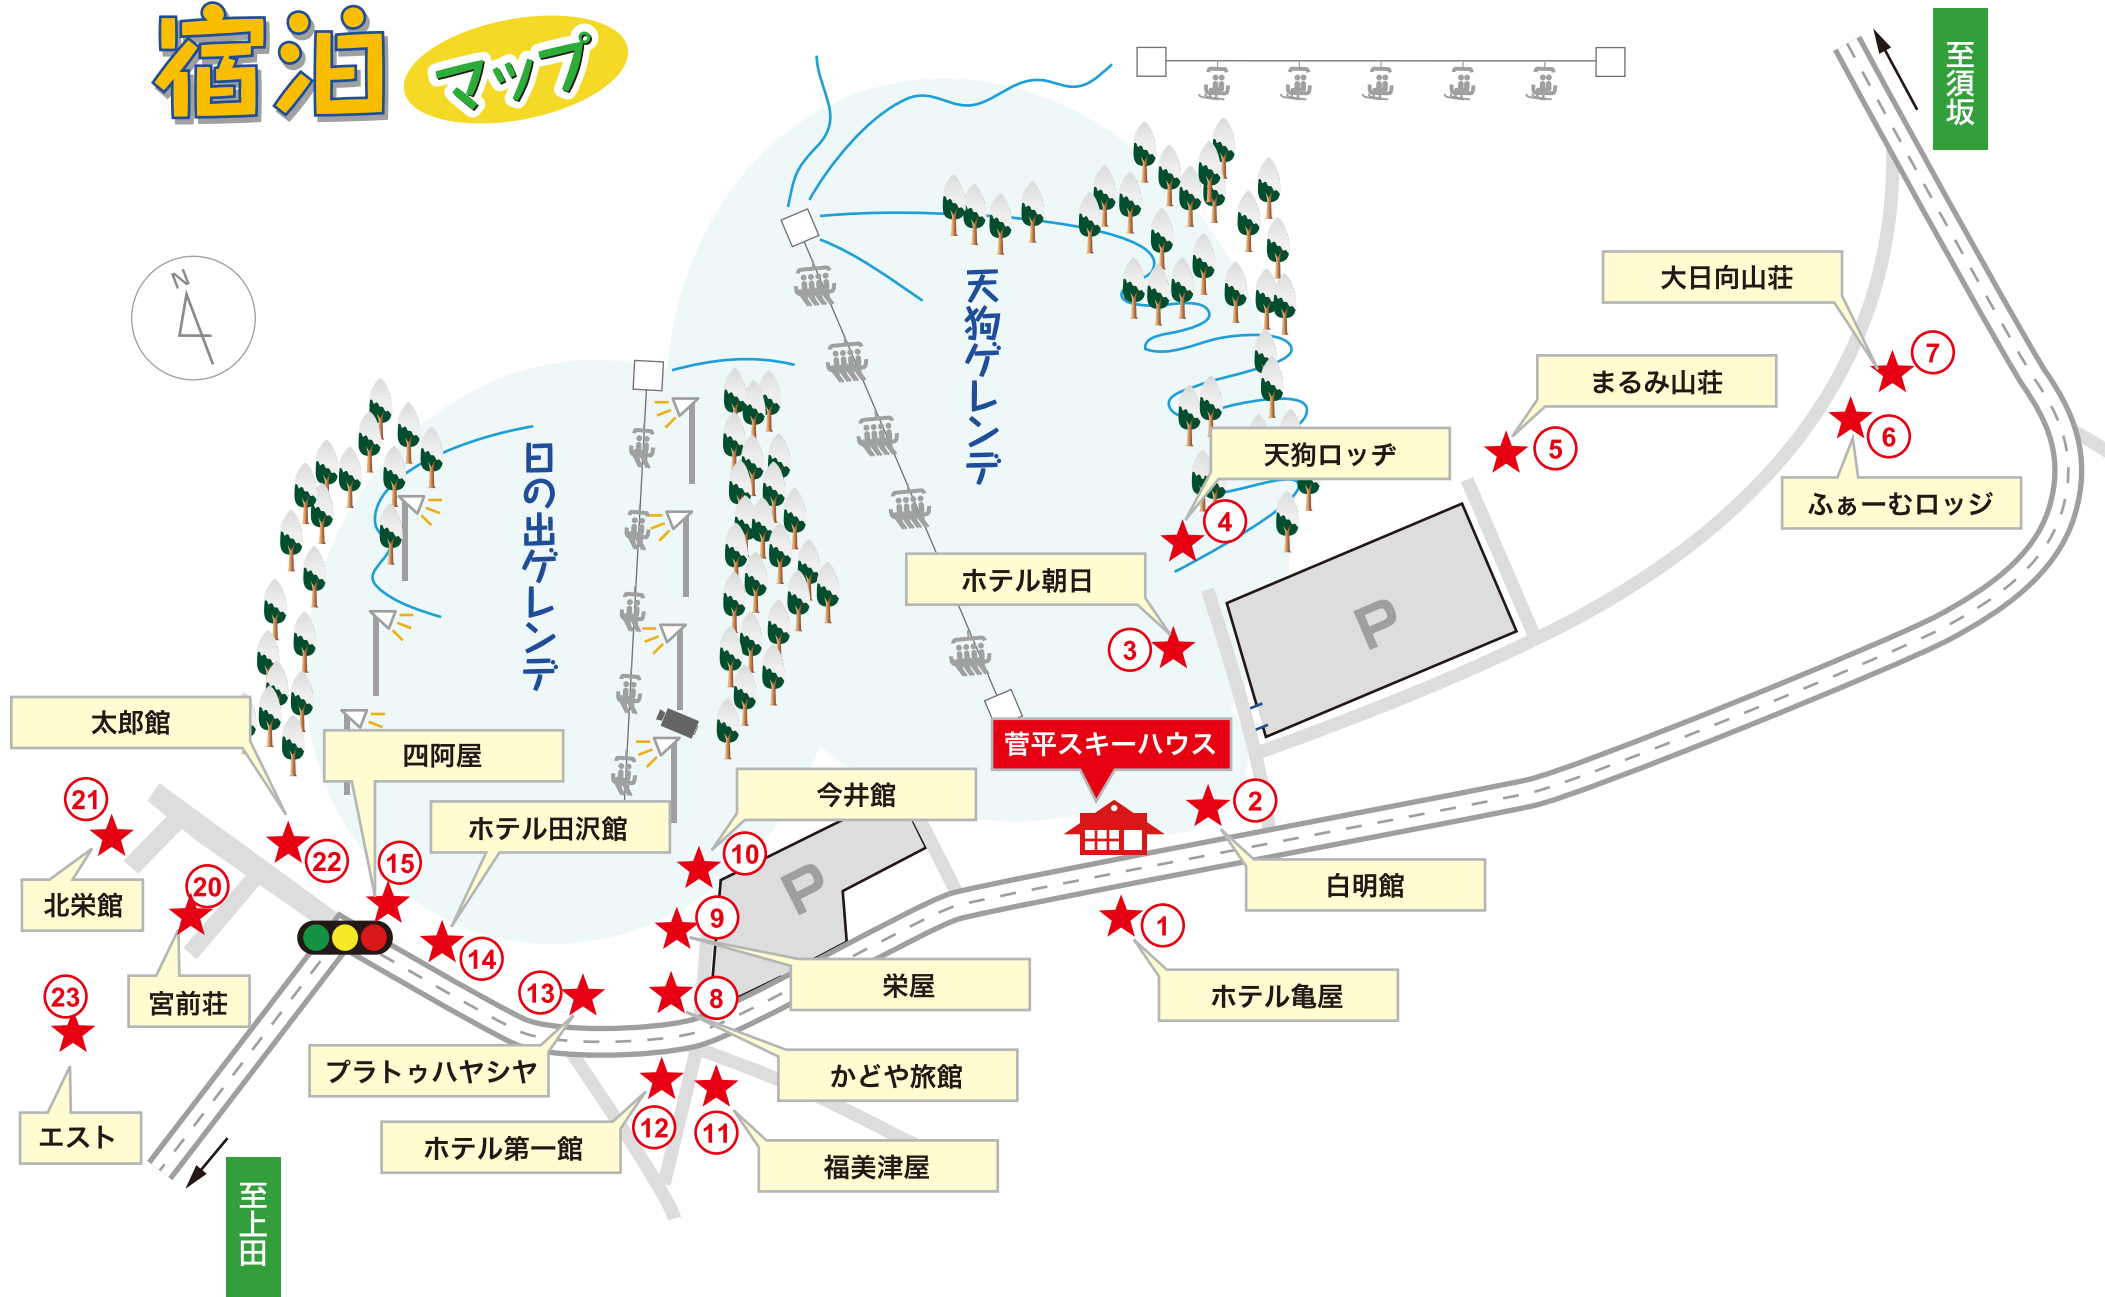 宿泊
マップ
至須坂
N
大日向山荘
7
天狗ゲレンデ
まるみ山荘
6
天狗ロッヂ
5
日の出ゲレンデ
ふぁーむロッジ
4
ホテル朝日
P
3
太郎館
四阿屋
菅平スキーハウス
今井館
21
ホテル田沢館
2
22
15
10
P
20
白明館
北栄館
9
1
14
宮前荘
栄屋
23
13
8
ホテル亀屋
プラトゥハヤシヤ
かどや旅館
エスト
12
11
ホテル第一館
福美津屋
至上田